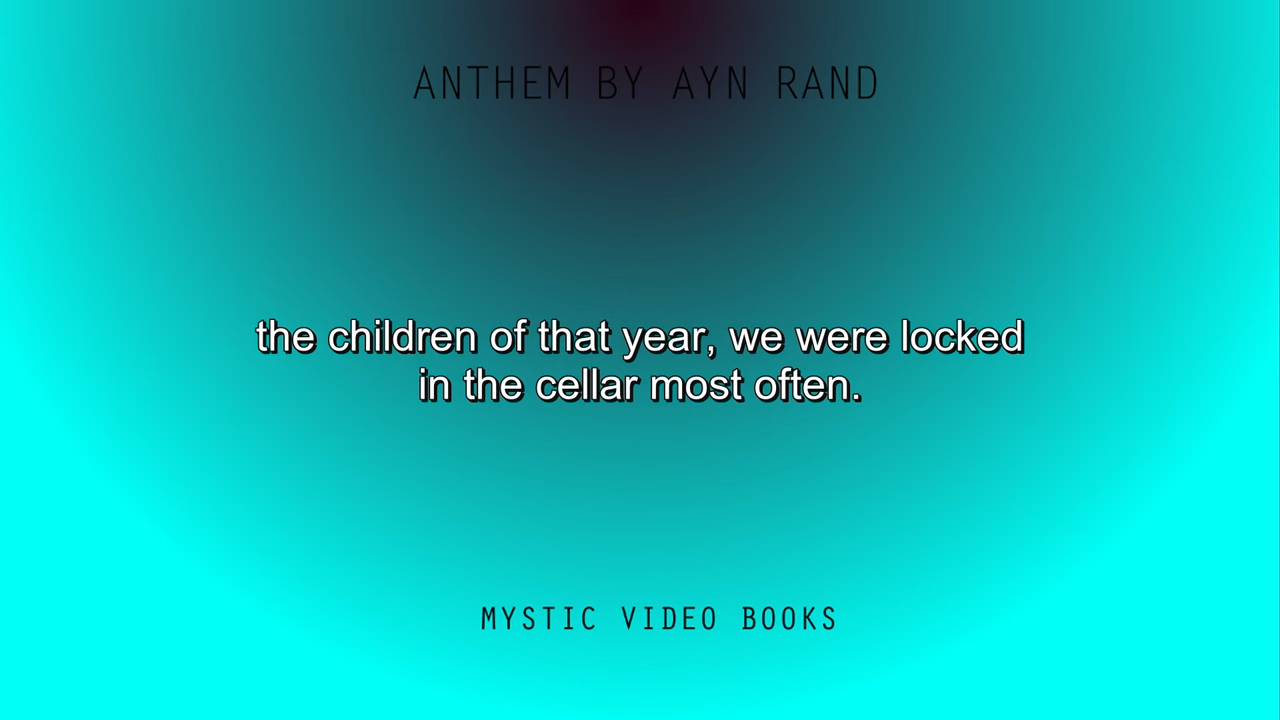 ANTHEM BY AYN RAND
the children of that year, we were locked
in the cellar most often.
MYSTIC VIDEO BOOKS